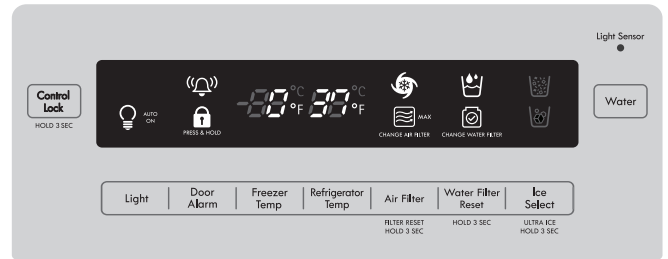 Light Sensor
Control
Lock
HOLD 3 SEC
AUTO
ON
PRESS & HOLD
0 °C °F
37 °C °F
MAX
CHANGE AIR FILTER
CHANGE WATER FILTER
Water
Light
Door
Alarm
Freezer
Temp
Refrigerator
Temp
Air Filter
Water Filter
Reset
Ice
Select
FILTER RESET
HOLD 3 SEC
HOLD 3 SEC
ULTRA ICE
HOLD 3 SEC